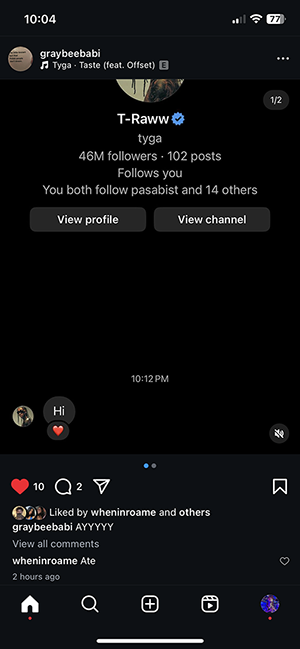 10:04
77
graybeebabi
Tyga · Taste (feat. Offset) E
1/2
T-Raww
tyga
46M followers · 102 posts
Follows you
You both follow pasabist and 14 others
View profile View channel
10:12 PM
Hi
10 2
Liked by wheninroame and others
graybeebabi AYYYYY
View all comments
wheninroame Ate
2 hours ago